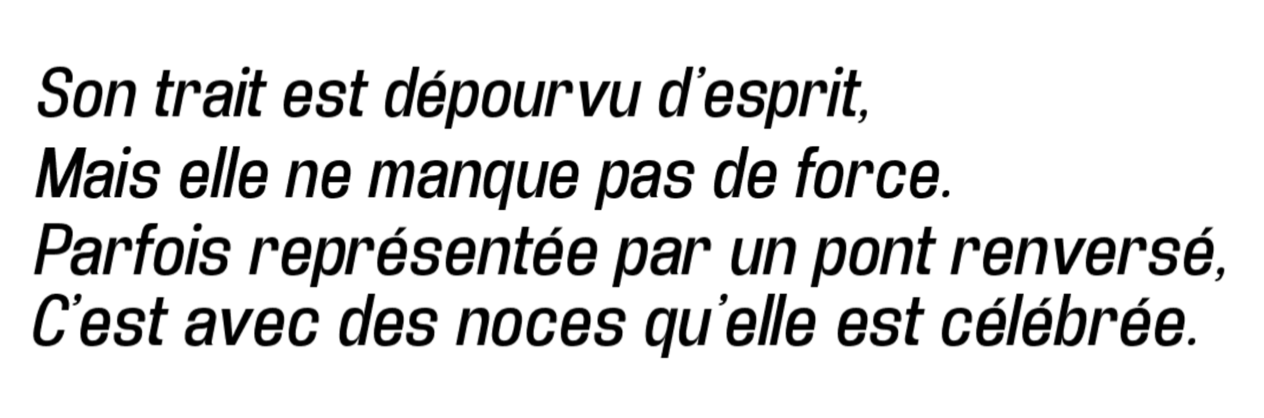 Son trait est dépourvu d’esprit,
Mais elle ne manque pas de force.
Parfois représentée par un pont renversé,
C’est avec des noces qu’elle est célébrée.